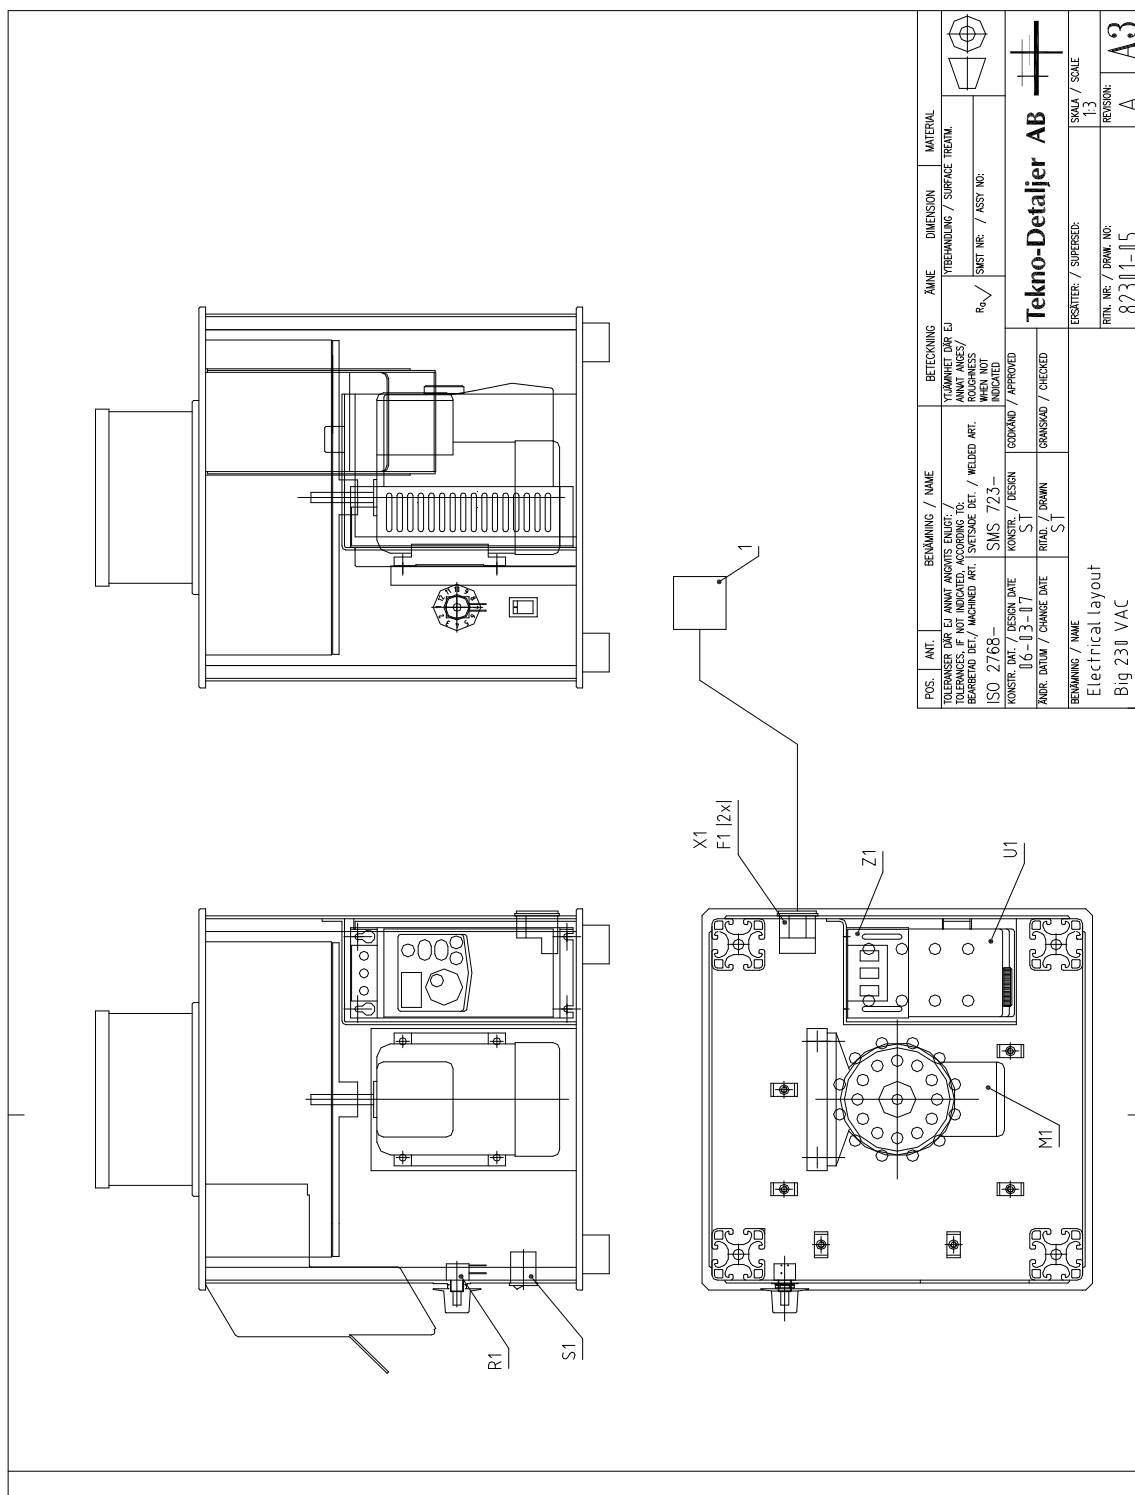 1
X1
F1 (2x)
Z1
U1
M1
R1
S1
POS.
ANT.
BENÄMNING / NAME
BETECKNING
ÄMNE
DIMENSION
MATERIAL
TOLERANSER DÄR EJ ANNAT ANGIVITS ENLIGT: /
TOLERANCES, IF NOT INDICATED, ACCORDING TO:
BEARBETAD DET./ MACHINED ART.
SVETSADE DET. / WELDED ART.
ISO 2768-
SMS 723-
YTJÄMNHET DÄR EJ
ANNAT ANGES/
ROUGHNESS
WHEN NOT
INDICATED
Ra
YTBEHANDLING / SURFACE TREATM.
SMST NR: / ASSY NO:
KONSTR. DAT. / DESIGN DATE
06-03-07
KONSTR. / DESIGN
ST
GODKÄND / APPROVED
ÄNDR. DATUM / CHANGE DATE
RITAD. / DRAWN
ST
GRANSKAD / CHECKED
Tekno-Detaljer AB
BENÄMNING / NAME
Electrical layout
Big 230 VAC
ERSÄTTER: / SUPERSED:
SKALA / SCALE
1:3
RITN. NR: / DRAW. NO:
82301-05
REVISION:
A
A3